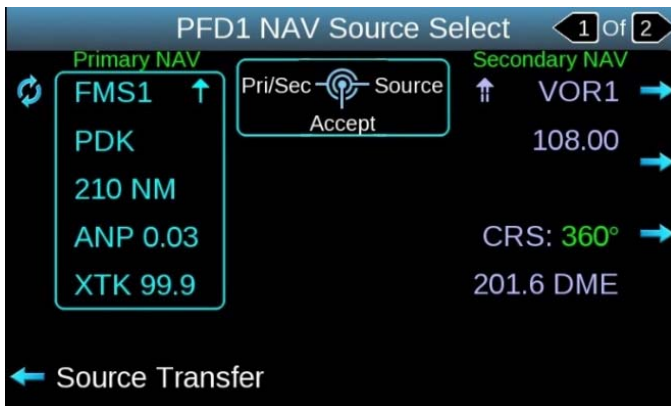 PFD1 NAV Source Select 1 Of 2
Primary NAV
FMS1
PDK
210 NM
ANP 0.03
XTK 99.9
Pri/Sec Source
Accept
Secondary NAV
VOR1
108.00
CRS: 360°
201.6 DME
Source Transfer